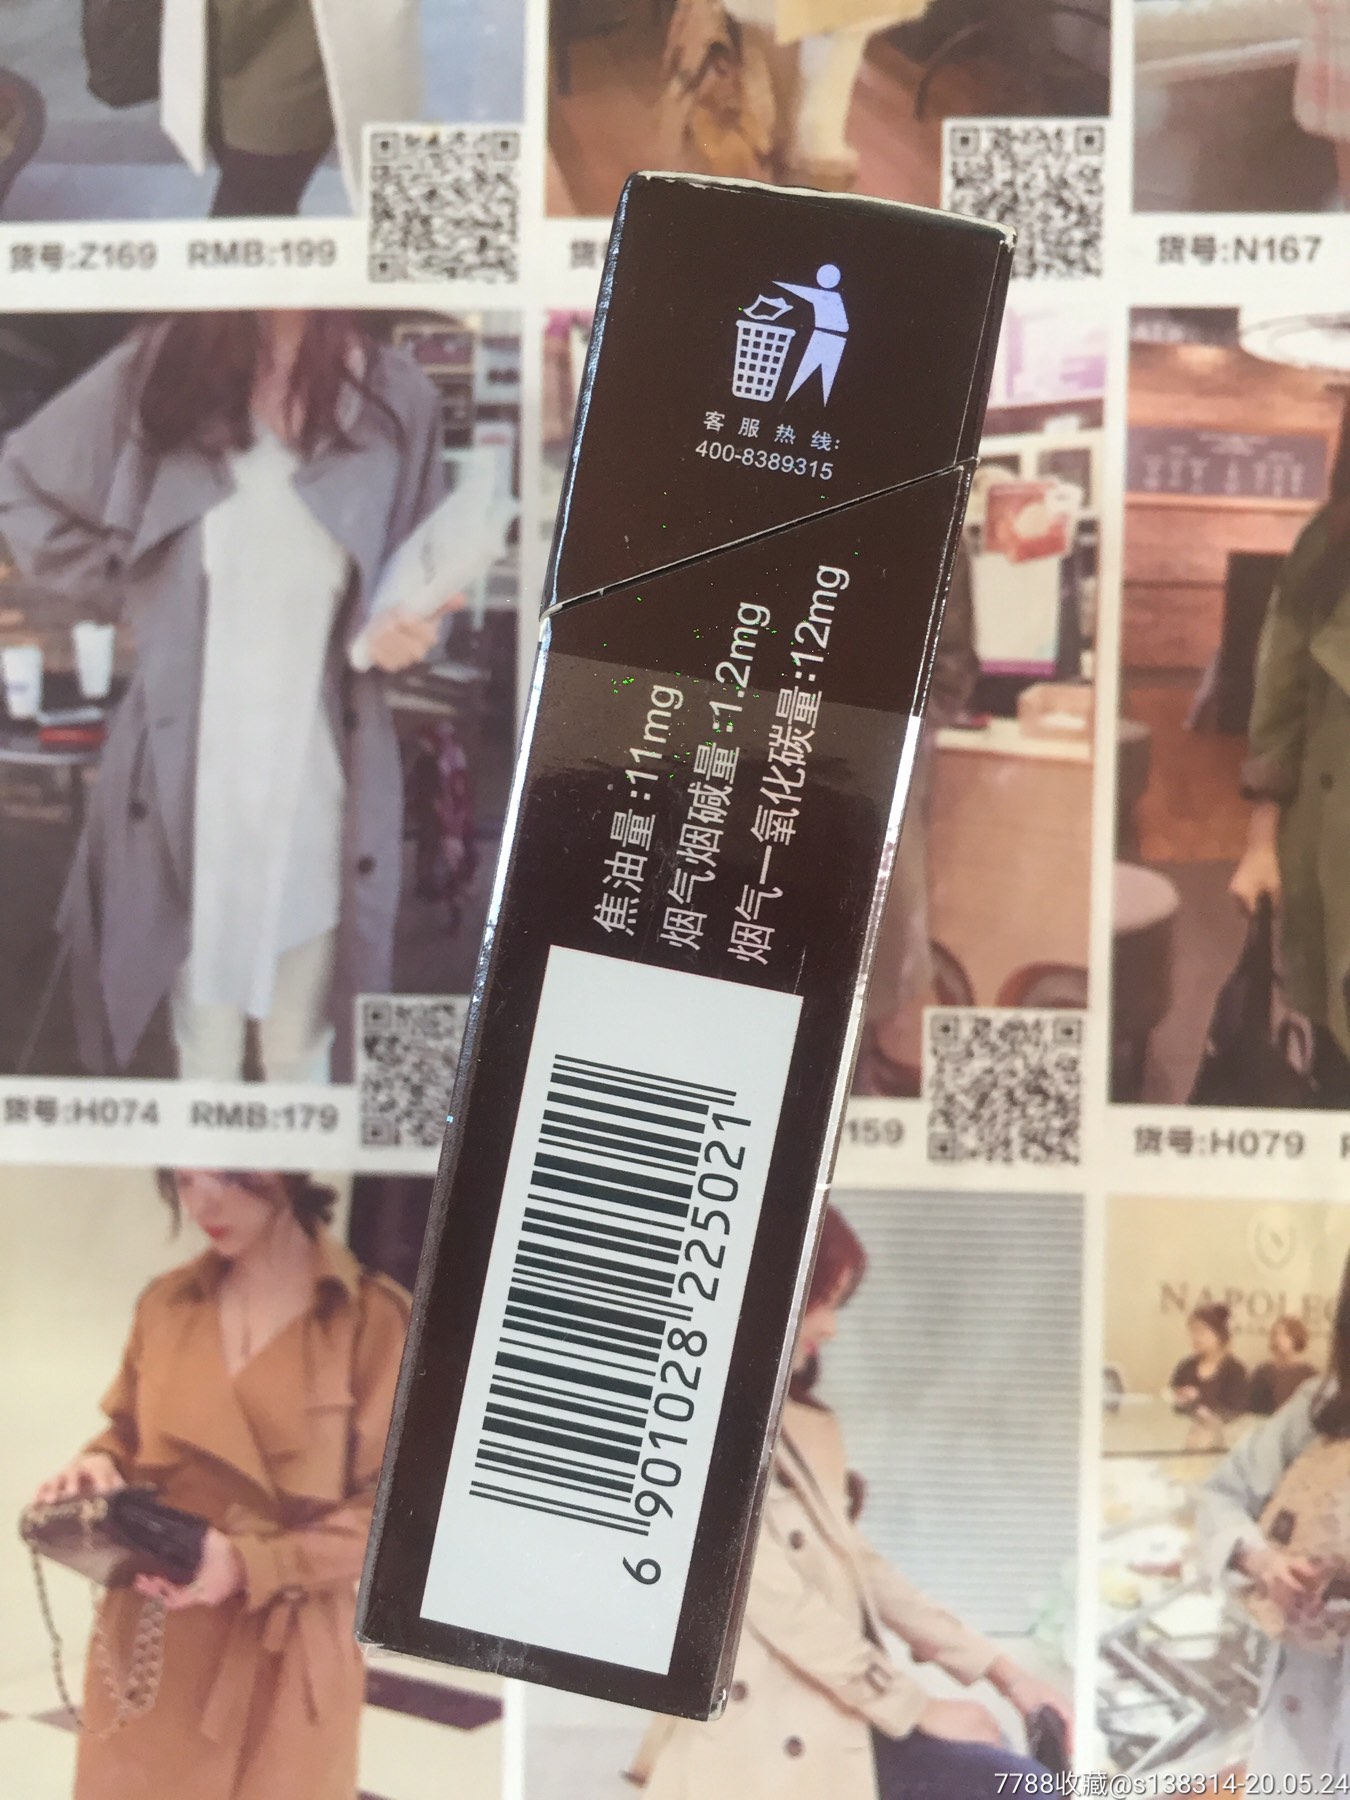 货号:Z169 RMB:199
货号:N167
客服热线:
400-8389315
焦油量:11mg
烟气烟碱量:1.2mg
烟气一氧化碳量:12mg
6 901028 225021
货号:H074 RMB:179
159
货号:H079
NAPOLEO
7788收藏@s138314-20.05.24